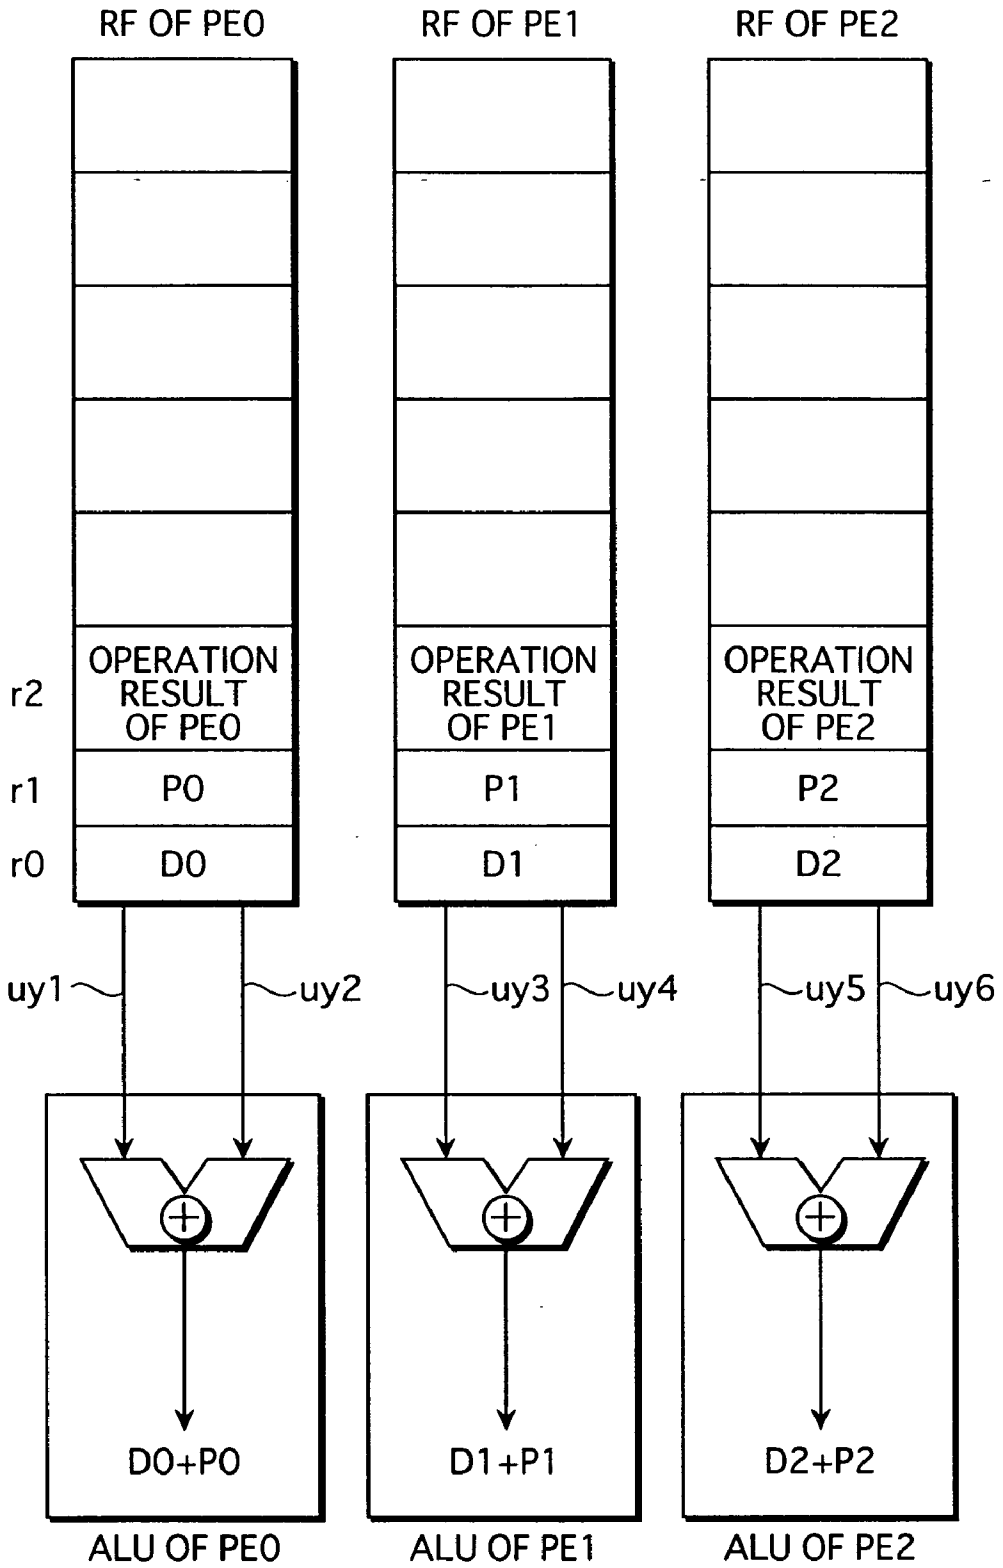 RF OF PE0
RF OF PE1
RF OF PE2
OPERATION
RESULT
OF PE0
OPERATION
RESULT
OF PE1
OPERATION
RESULT
OF PE2
r2
r1
P0
P1
P2
r0
D0
D1
D2
uy1
uy2
uy3
uy4
uy5
uy6
D0+P0
D1+P1
D2+P2
ALU OF PE0
ALU OF PE1
ALU OF PE2